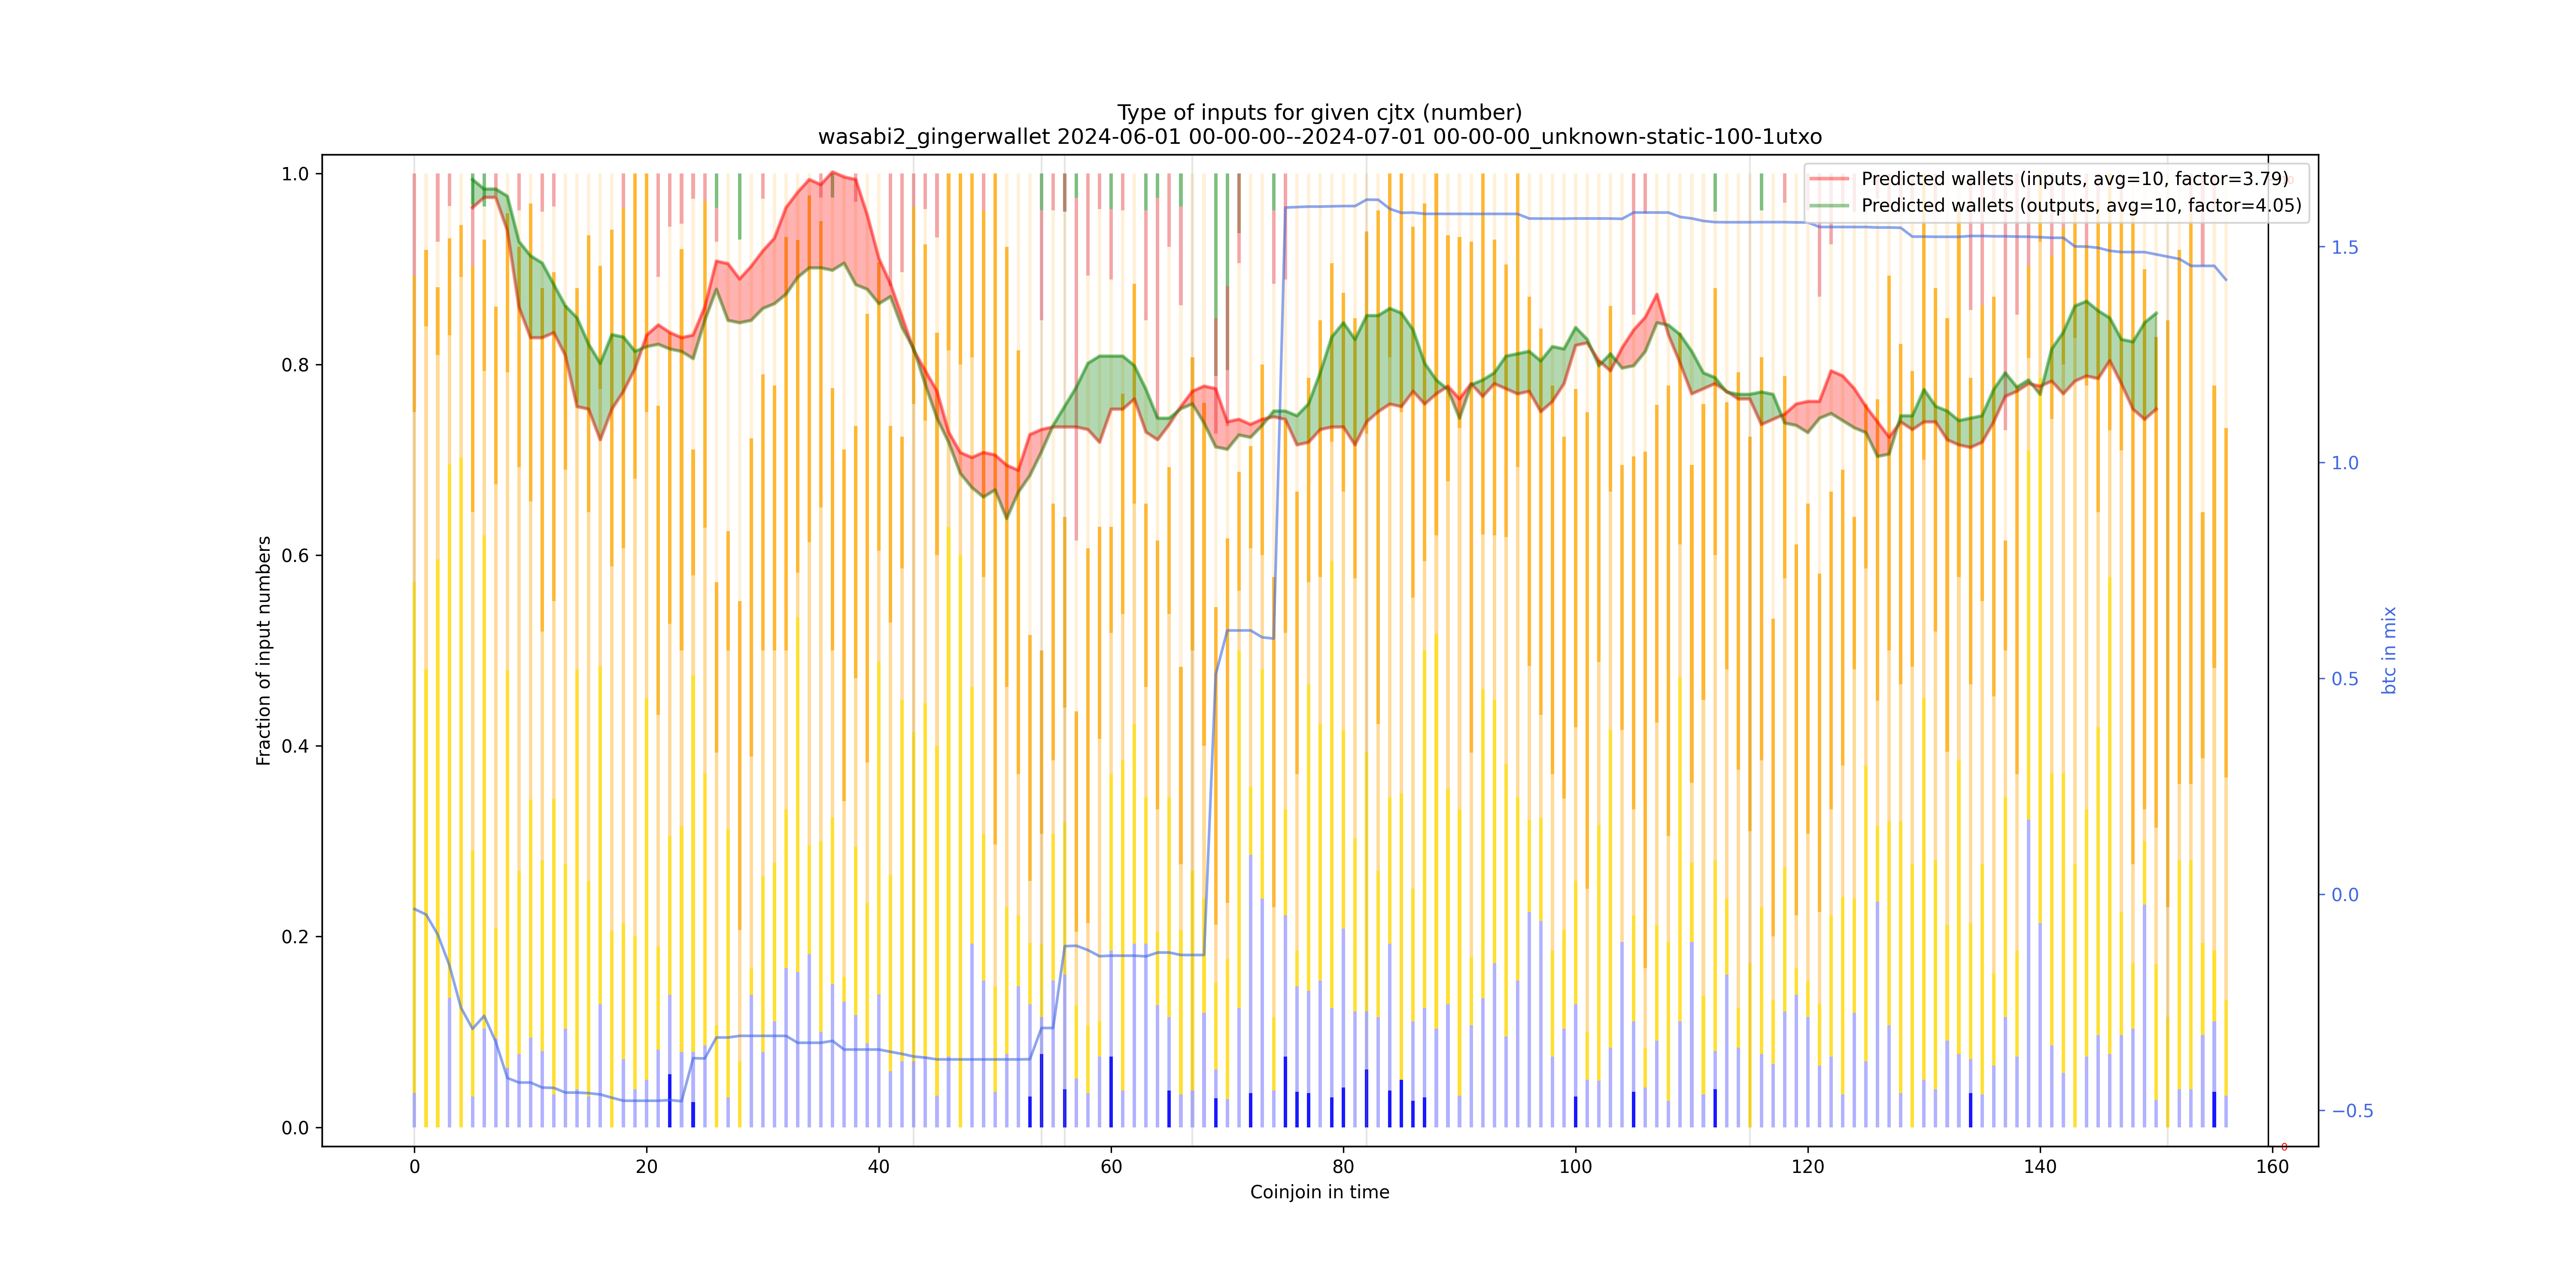 Type of inputs for given cjtx (number)
wasabi2_gingerwallet 2024-06-01 00-00-00--2024-07-01 00-00-00_unknown-static-100-1utxo
Predicted wallets (inputs, avg=10, factor=3.79)
Predicted wallets (outputs, avg=10, factor=4.05)
Fraction of input numbers
1.0
0.8
0.6
0.4
0.2
0.0
btc in mix
1.5
1.0
0.5
0.0
−0.5
0
0 20 40 60 80 100 120 140 160
Coinjoin in time